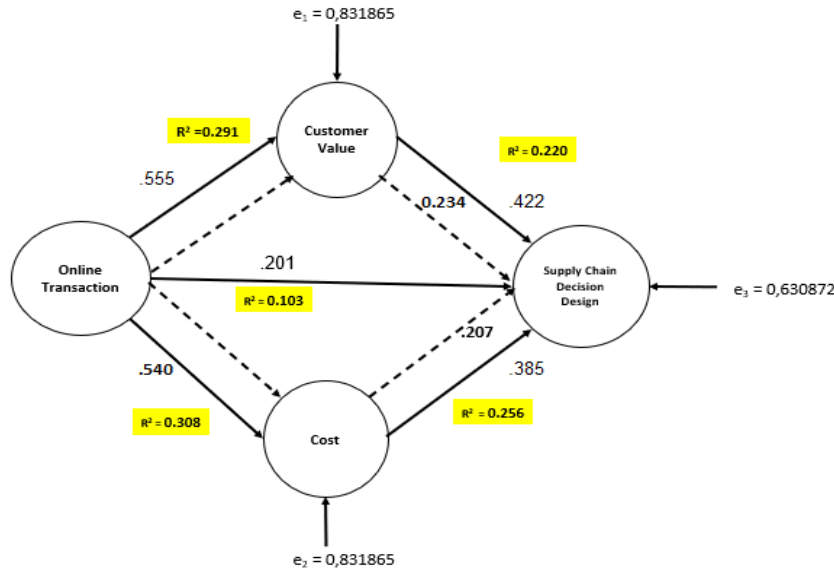 e₁ = 0,831865
R² =0.291
Customer
Value
R² = 0.220
.555
0.234
.422
Online
Transaction
.201
R² = 0.103
Supply Chain
Decision
Design
e₃ = 0,630872
.540
.207
.385
R² = 0.308
Cost
R² = 0.256
e₂ = 0,831865